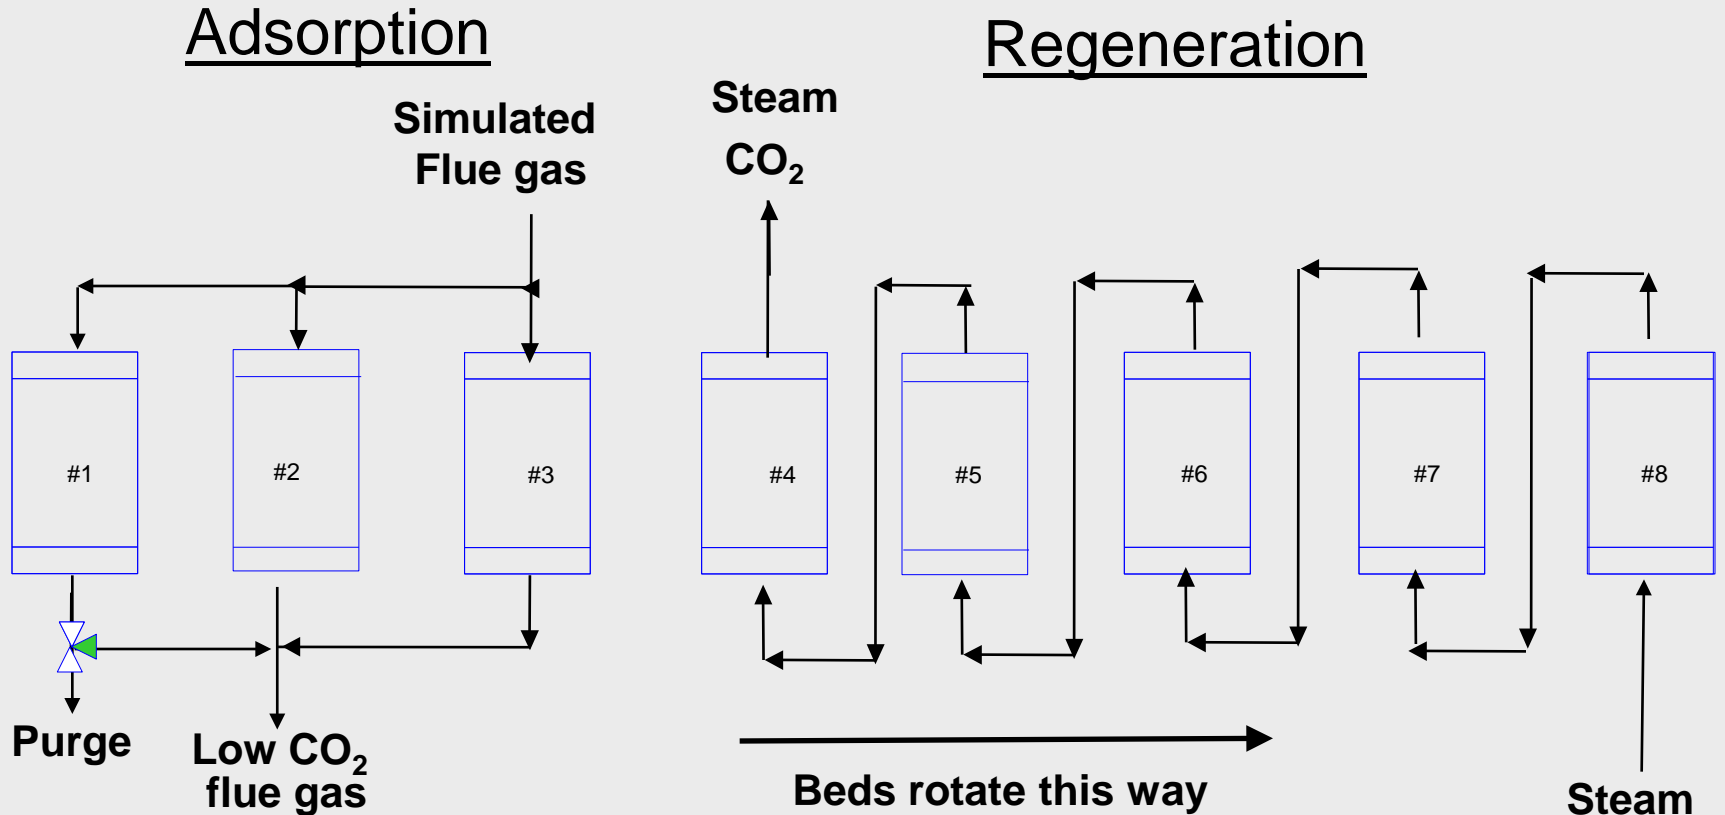 Adsorption
Regeneration
Simulated
Flue gas
Steam
CO₂
#1
#2
#3
#4
#5
#6
#7
#8
Purge
Low CO₂
flue gas
Beds rotate this way
Steam